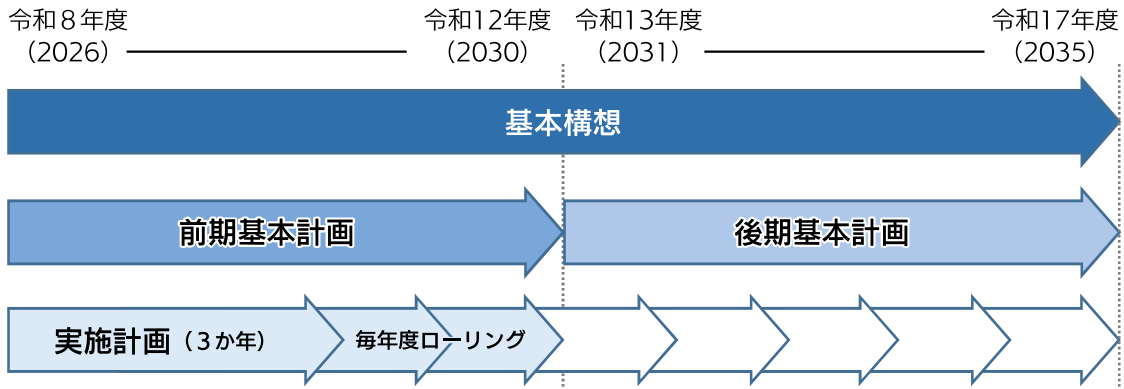 令和８年度
（2026）
令和12年度
（2030）
令和13年度
（2031）
令和17年度
（2035）
基本構想
前期基本計画
後期基本計画
実施計画（３か年）
毎年度ローリング